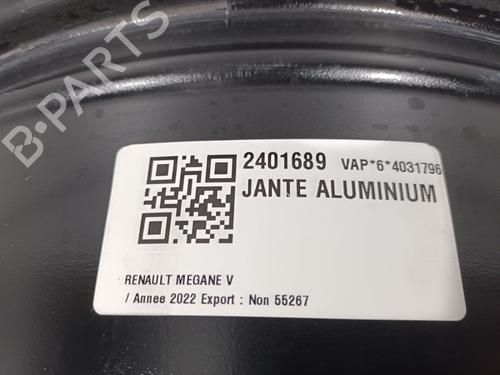 B-PARTS
2401689 VAP*6*4031796
JANTE ALUMINIUM
RENAULT MEGANE V
/ Annee 2022 Export : Non 55267